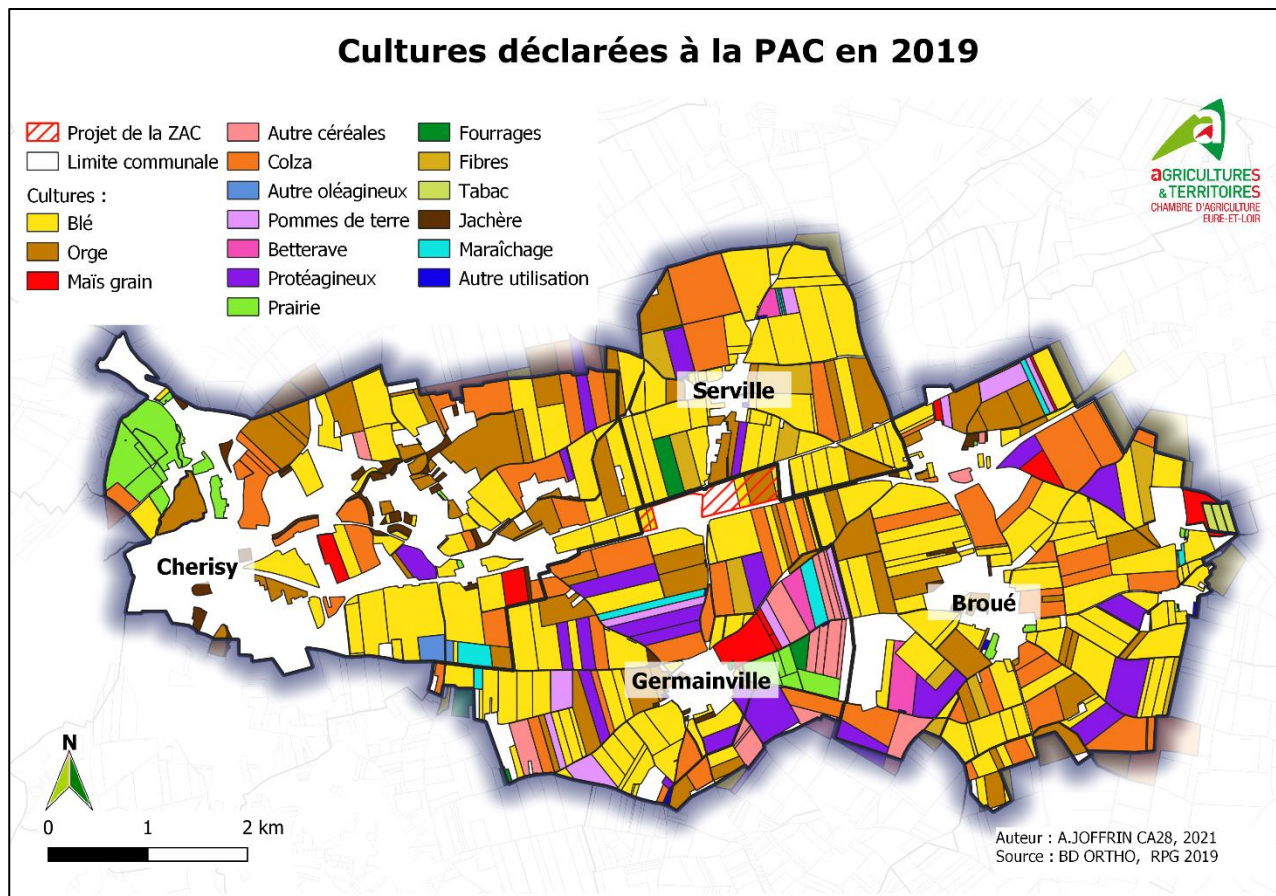 Cultures déclarées à la PAC en 2019
Projet de la ZAC
Limite communale
Cultures :
Blé
Orge
Maïs grain
Autre céréales
Colza
Autre oléagineux
Pommes de terre
Betterave
Protéagineux
Prairie
Fourrages
Fibres
Tabac
Jachère
Maraîchage
Autre utilisation
a
aGRICULTURES
& TERRITOIRES
CHAMBRE D'AGRICULTURE
EURE-ET-LOIR
Serville
Cherisy
Broué
Germainville
N
0 1 2 km
Auteur : A.JOFFRIN CA28, 2021
Source : BD ORTHO, RPG 2019